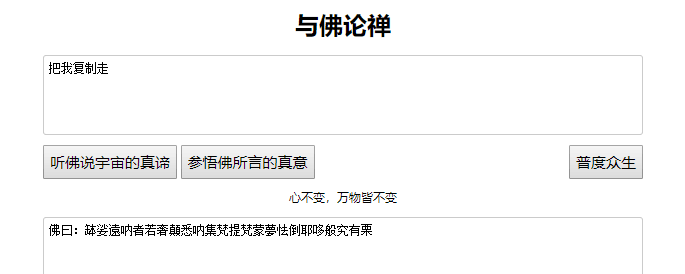 与佛论禅
把我复制走
听佛说宇宙的真谛 参悟佛所言的真意 普度众生
心不变，万物皆不变
佛曰：缽娑遠呐者若奢顛悉呐集梵提梵蒙夢怯倒耶哆般究有栗